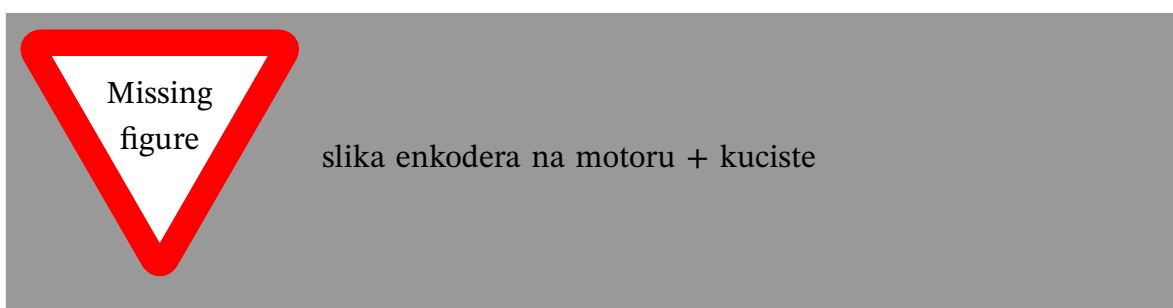 Missing
figure
slika enkodera na motoru + kuciste